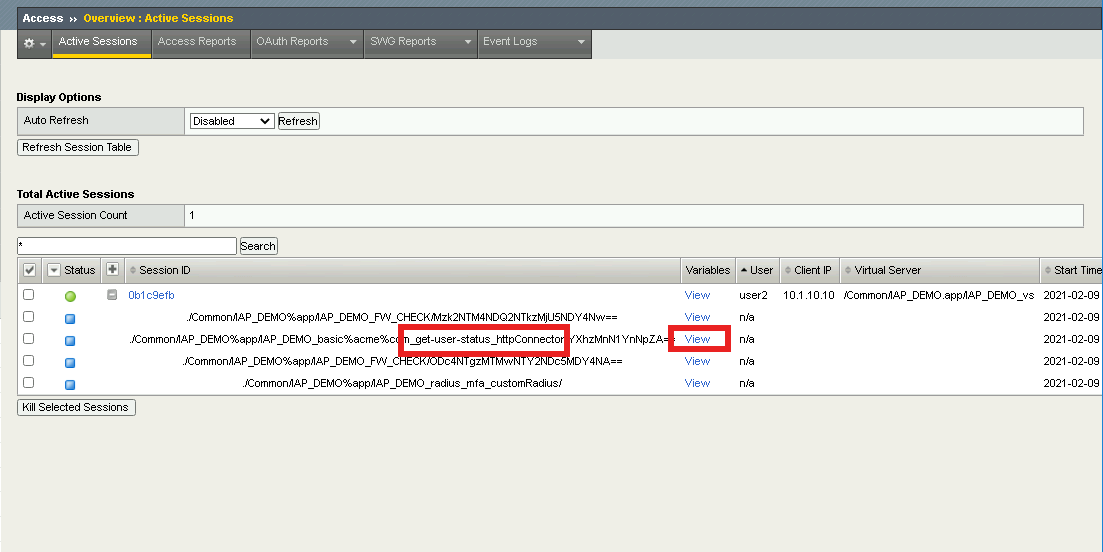 Access ›› Overview : Active Sessions
Active Sessions Access Reports OAuth Reports SWG Reports Event Logs
Display Options
Auto Refresh Disabled Refresh
Refresh Session Table
Total Active Sessions
Active Session Count 1
* Search
Status Session ID Variables User Client IP Virtual Server Start Time
0b1c9efb View user2 10.1.10.10 /Common/IAP_DEMO.app/IAP_DEMO_vs 2021-02-09
./Common/IAP_DEMO%app/IAP_DEMO_FW_CHECK/Mzk2NTM4NDQ2NTkzMjU5NDY4Nw== View n/a 2021-02-09
./Common/IAP_DEMO%app/IAP_DEMO_basic%acme%com_get-user-status_httpConnector/YXhzMnN1YnNpZA== View n/a 2021-02-09
./Common/IAP_DEMO%app/IAP_DEMO_FW_CHECK/ODc4NTgzMTMwNTY2NDc5MDY4NA== View n/a 2021-02-09
./Common/IAP_DEMO%app/IAP_DEMO_radius_mfa_customRadius/ View n/a 2021-02-09
Kill Selected Sessions